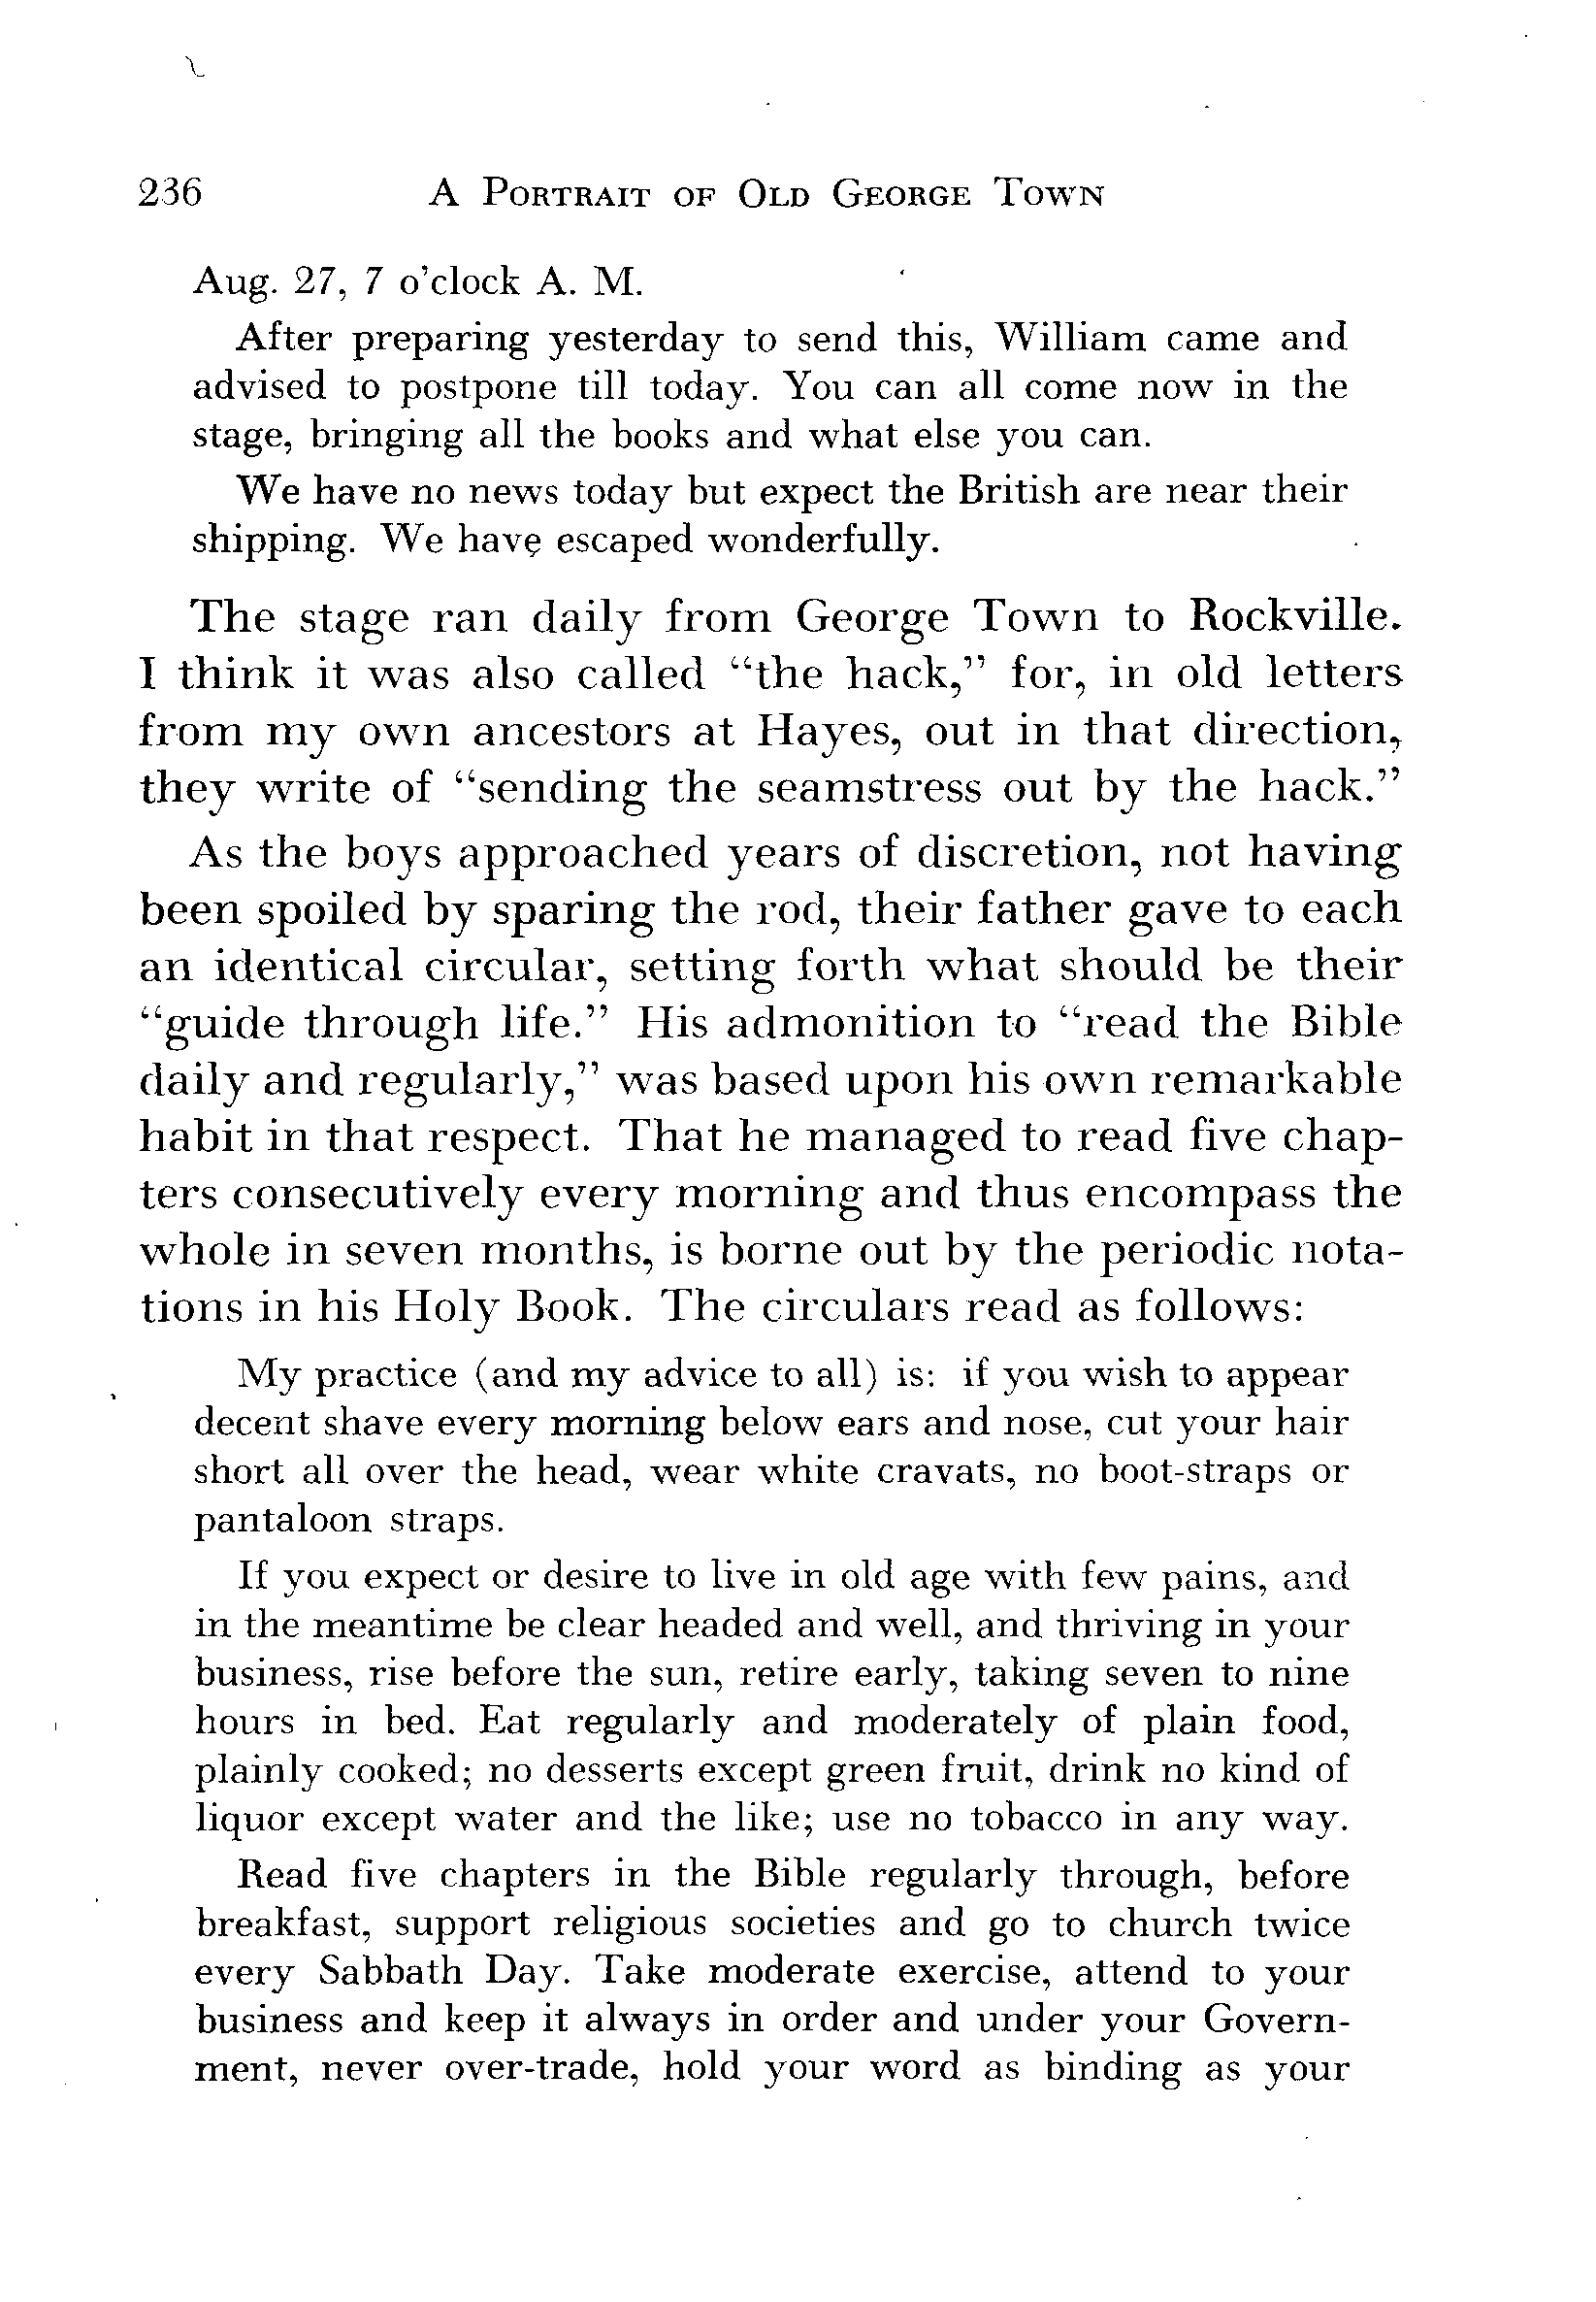 236 A Portrait of Old George Town
Aug. 27, 7 o'clock A. M.
After preparing yesterday to send this, William came and
advised to postpone till today. You can all come now in the
stage, bringing all the books and what else you can.
We have no news today but expect the British are near their
shipping. We have escaped wonderfully.
The stage ran daily from George Town to Rockville.
I think it was also called “the hack,” for, in old letters
from my own ancestors at Hayes, out in that direction,
they write of “sending the seamstress out by the hack.”
As the boys approached years of discretion, not having
been spoiled by sparing the rod, their father gave to each
an identical circular, setting forth what should be their
“guide through life.” His admonition to “read the Bible
daily and regularly,” was based upon his own remarkable
habit in that respect. That he managed to read five chap-
ters consecutively every morning and thus encompass the
whole in seven months, is borne out by the periodic nota-
tions in his Holy Book. The circulars read as follows:
My practice (and my advice to all) is: if you wish to appear
decent shave every morning below ears and nose, cut your hair
short all over the head, wear white cravats, no boot-straps or
pantaloon straps.
If you expect or desire to live in old age with few pains, and
in the meantime be clear headed and well, and thriving in your
business, rise before the sun, retire early, taking seven to nine
hours in bed. Eat regularly and moderately of plain food,
plainly cooked; no desserts except green fruit, drink no kind of
liquor except water and the like; use no tobacco in any way.
Read five chapters in the Bible regularly through, before
breakfast, support religious societies and go to church twice
every Sabbath Day. Take moderate exercise, attend to your
business and keep it always in order and under your Govern-
ment, never over-trade, hold your word as binding as your